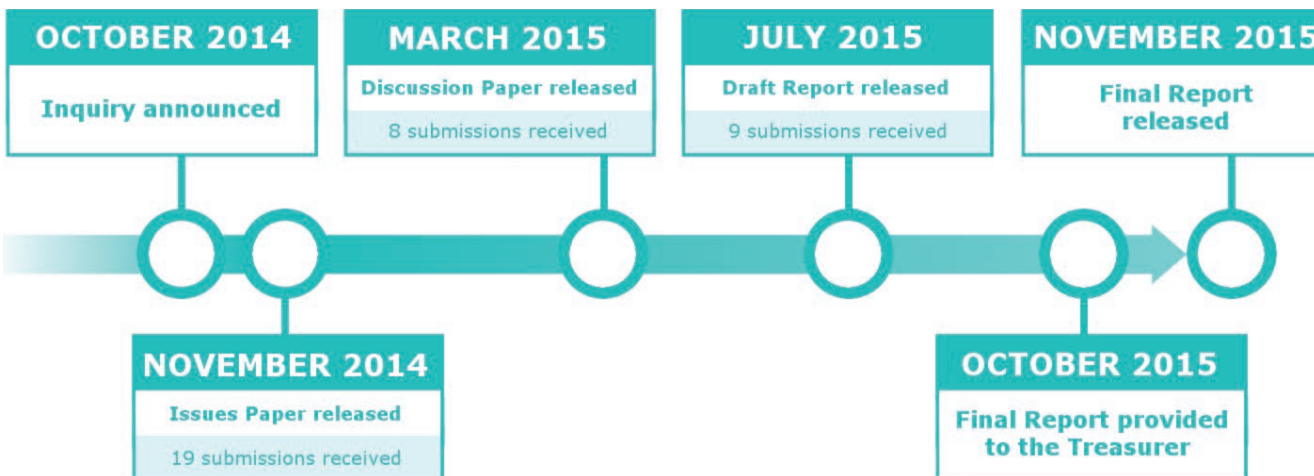 OCTOBER 2014
Inquiry announced
MARCH 2015
Discussion Paper released
8 submissions received
JULY 2015
Draft Report released
9 submissions received
NOVEMBER 2015
Final Report
released
NOVEMBER 2014
Issues Paper released
19 submissions received
OCTOBER 2015
Final Report provided
to the Treasurer